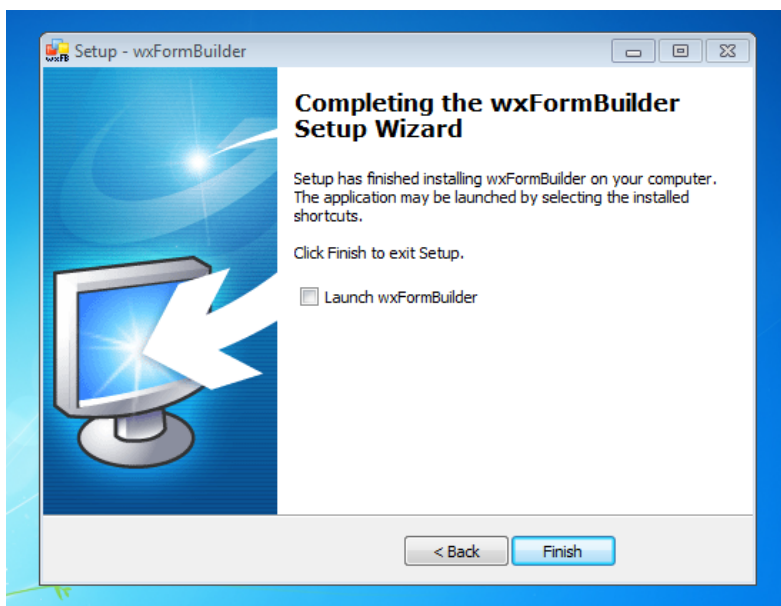 Setup - wxFormBuilder
wxFB
Completing the wxFormBuilder
Setup Wizard
Setup has finished installing wxFormBuilder on your computer.
The application may be launched by selecting the installed
shortcuts.
Click Finish to exit Setup.
Launch wxFormBuilder
< Back
Finish